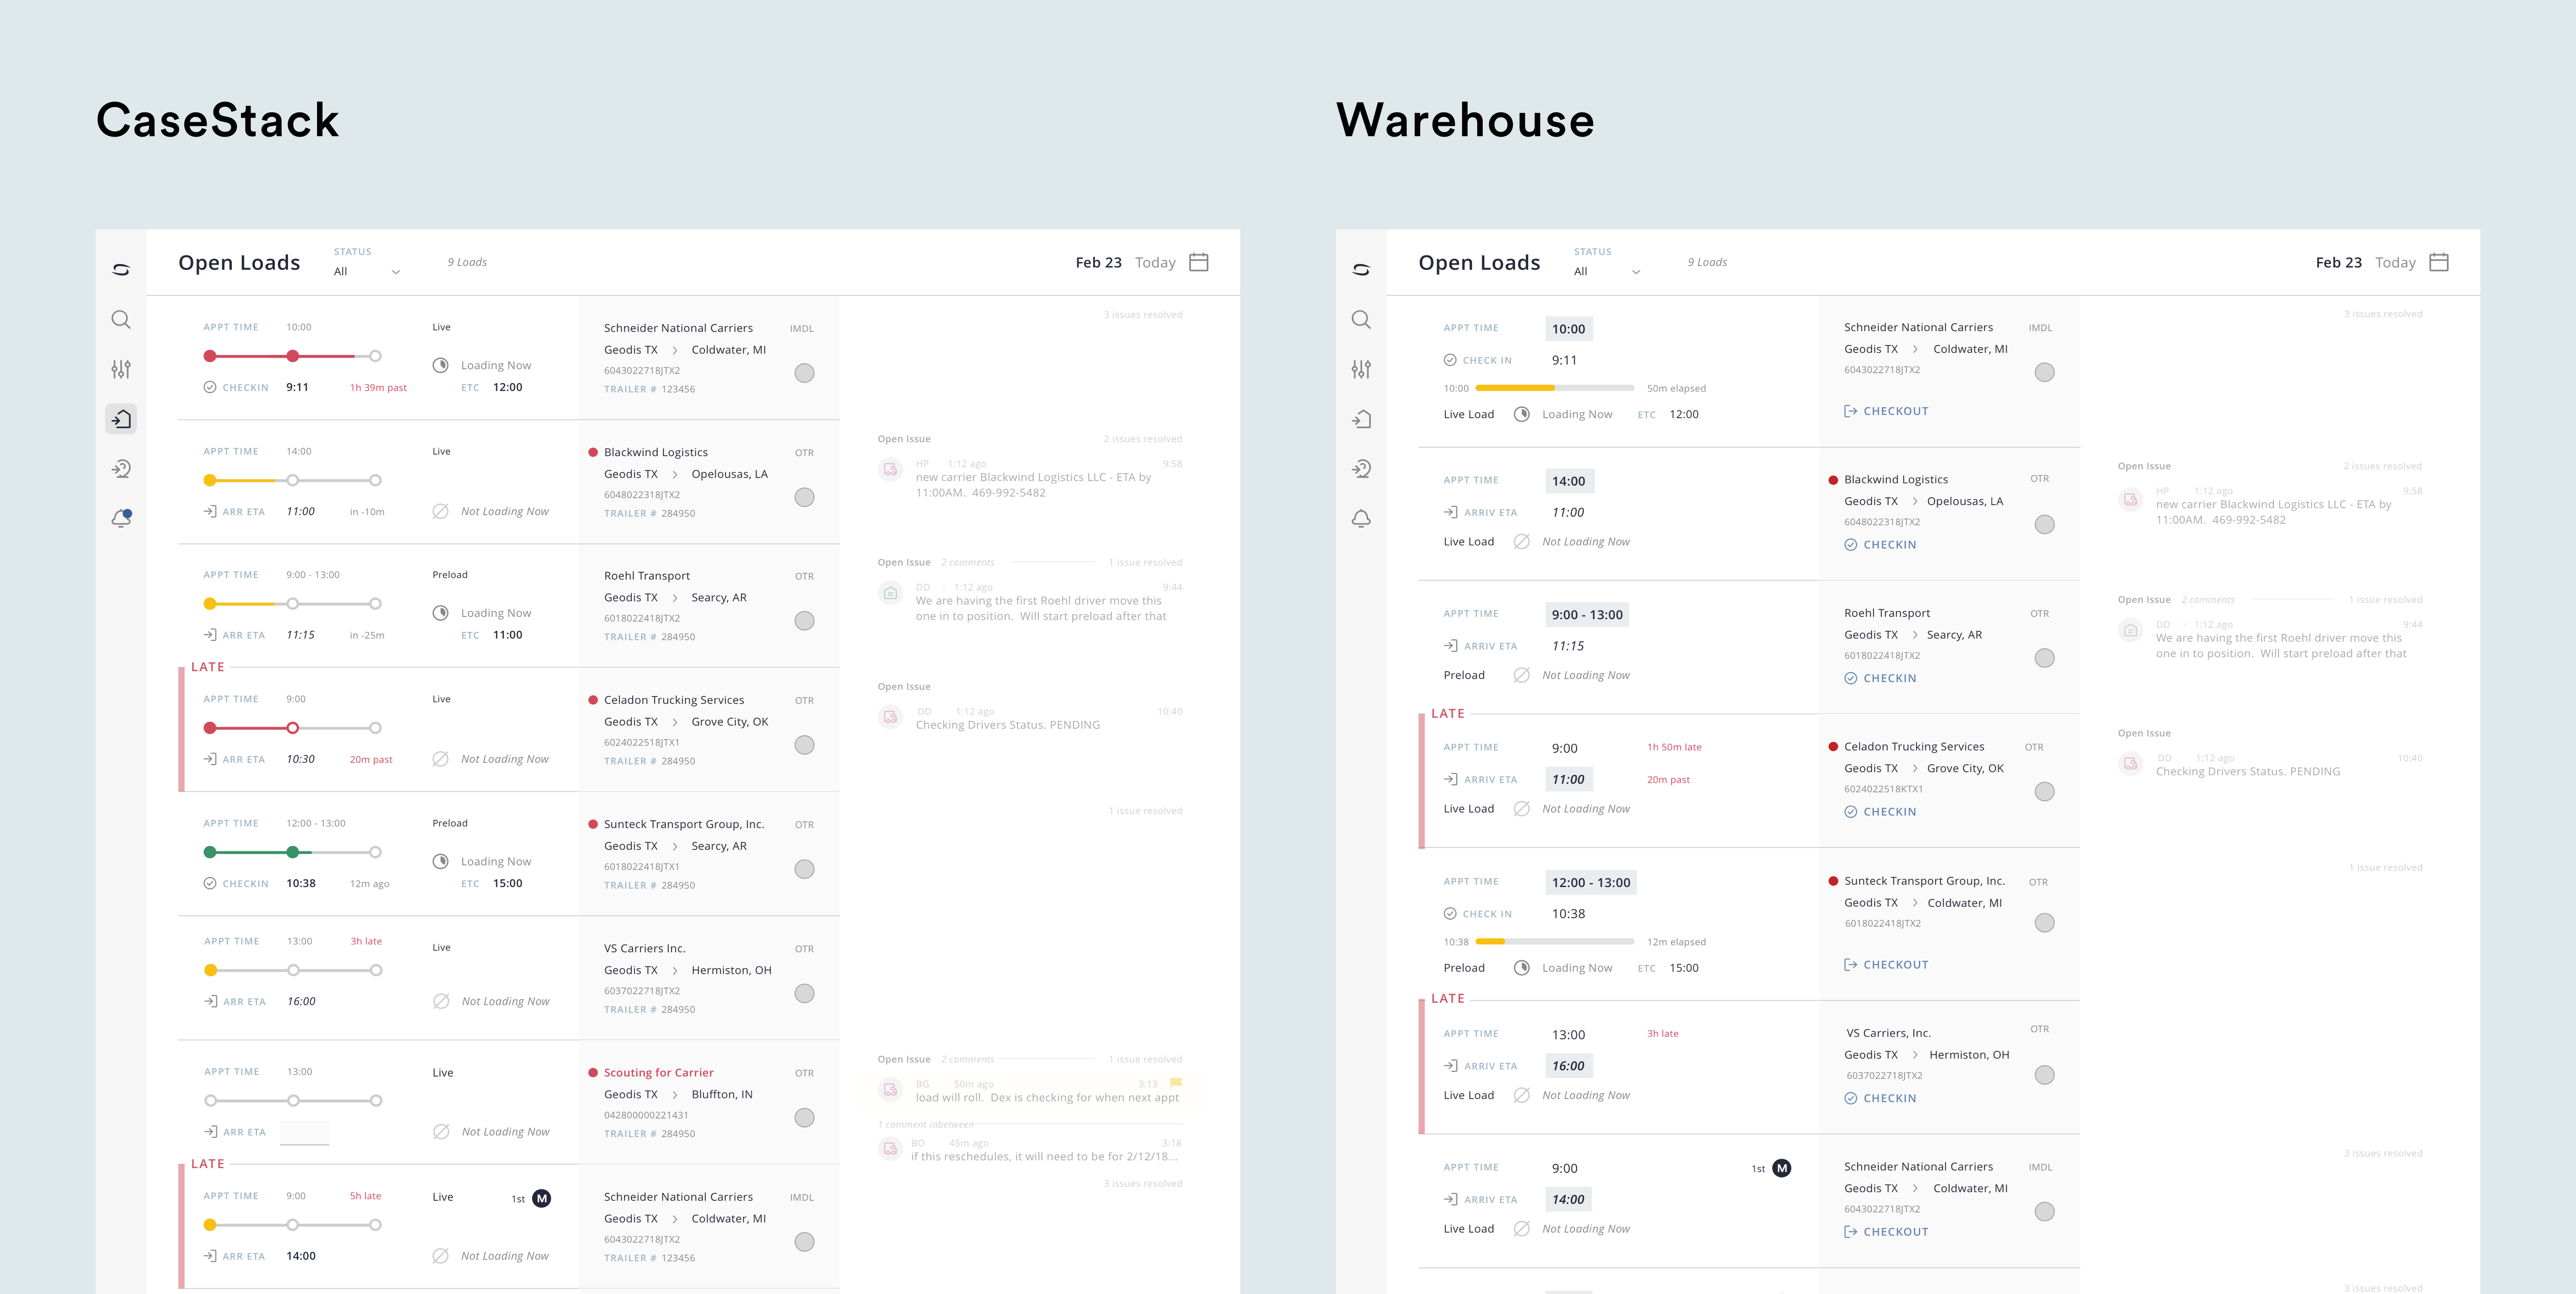 CaseStack
Open Loads
STATUS
All
9 Loads
Feb 23 Today
APPT TIME 10:00
Live
Loading Now
CHECKIN 9:11 1h 39m past
ETC 12:00
Schneider National Carriers IMDL
Geodis TX > Coldwater, MI
6043022718JTX2
TRAILER # 123456
3 issues resolved
APPT TIME 14:00
Live
ARR ETA 11:00 in -10m
Not Loading Now
Blackwind Logistics OTR
Geodis TX > Opelousas, LA
6048022318JTX2
TRAILER # 284950
Open Issue 2 issues resolved
HP 1:12 ago 9:58
new carrier Blackwind Logistics LLC - ETA by
11:00AM. 469-992-5482
APPT TIME 9:00 - 13:00
Preload
Loading Now
ARR ETA 11:15 in -25m
ETC 11:00
Roehl Transport OTR
Geodis TX > Searcy, AR
6018022418JTX2
TRAILER # 284950
Open Issue 2 comments 1 issue resolved
DD - 1:12 ago 9:44
We are having the first Roehl driver move this
one in to position. Will start preload after that
LATE
APPT TIME 9:00
Live
ARR ETA 10:30 20m past
Not Loading Now
Celadon Trucking Services OTR
Geodis TX > Grove City, OK
6024022518JTX1
TRAILER # 284950
Open Issue
DD 1:12 ago 10:40
Checking Drivers Status. PENDING
APPT TIME 12:00 - 13:00
Preload
Loading Now
CHECKIN 10:38 12m ago
ETC 15:00
Sunteck Transport Group, Inc. OTR
Geodis TX > Searcy, AR
6018022418JTX1
TRAILER # 284950
1 issue resolved
APPT TIME 13:00 3h late
Live
ARR ETA 16:00
Not Loading Now
VS Carriers Inc. OTR
Geodis TX > Hermiston, OH
6037022718JTX2
TRAILER # 284950
APPT TIME 13:00
Live
ARR ETA
Not Loading Now
Scouting for Carrier OTR
Geodis TX > Bluffton, IN
042800000221431
TRAILER # 284950
Open Issue 2 comments 1 issue resolved
BG 50m ago 3:13
load will roll. Dex is checking for when next appt
1 comment inbetween
BO 45m ago 3:18
if this reschedules, it will need to be for 2/12/18...
LATE
APPT TIME 9:00 5h late
Live 1st M
ARR ETA 14:00
Not Loading Now
Schneider National Carriers IMDL
Geodis TX > Coldwater, MI
6043022718JTX2
TRAILER # 123456
3 issues resolved
Warehouse
Open Loads
STATUS
All
9 Loads
Feb 23 Today
APPT TIME 10:00
CHECK IN 9:11
10:00 50m elapsed
Live Load Loading Now ETC 12:00
Schneider National Carriers IMDL
Geodis TX > Coldwater, MI
6043022718JTX2
CHECKOUT
3 issues resolved
APPT TIME 14:00
ARRIV ETA 11:00
Live Load Not Loading Now
Blackwind Logistics OTR
Geodis TX > Opelousas, LA
6048022318JTX2
CHECKIN
Open Issue 2 issues resolved
HP 1:12 ago 9:58
new carrier Blackwind Logistics LLC - ETA by
11:00AM. 469-992-5482
APPT TIME 9:00 - 13:00
ARRIV ETA 11:15
Preload Not Loading Now
Roehl Transport OTR
Geodis TX > Searcy, AR
6018022418JTX2
CHECKIN
Open Issue 2 comments 1 issue resolved
DD - 1:12 ago 9:44
We are having the first Roehl driver move this
one in to position. Will start preload after that
LATE
APPT TIME 9:00 1h 50m late
ARRIV ETA 11:00 20m past
Live Load Not Loading Now
Celadon Trucking Services OTR
Geodis TX > Grove City, OK
6024022518KTX1
CHECKIN
Open Issue
DD 1:12 ago 10:40
Checking Drivers Status. PENDING
APPT TIME 12:00 - 13:00
CHECK IN 10:38
10:38 12m elapsed
Preload Loading Now ETC 15:00
Sunteck Transport Group, Inc. OTR
Geodis TX > Coldwater, MI
6018022418JTX2
CHECKOUT
1 issue resolved
LATE
APPT TIME 13:00 3h late
ARRIV ETA 16:00
Live Load Not Loading Now
VS Carriers, Inc. OTR
Geodis TX > Hermiston, OH
6037022718JTX2
CHECKIN
APPT TIME 9:00 1st M
ARRIV ETA 14:00
Live Load Not Loading Now
Schneider National Carriers IMDL
Geodis TX > Coldwater, MI
6043022718JTX2
CHECKOUT
3 issues resolved
3 issues resolved